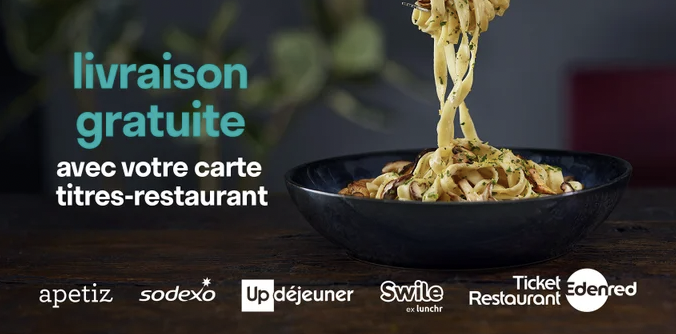 livraison
gratuite
avec votre carte
titres-restaurant
apetiz
sodexo
Up déjeuner
Swile
ex lunchr
Ticket
Restaurant
Edenred